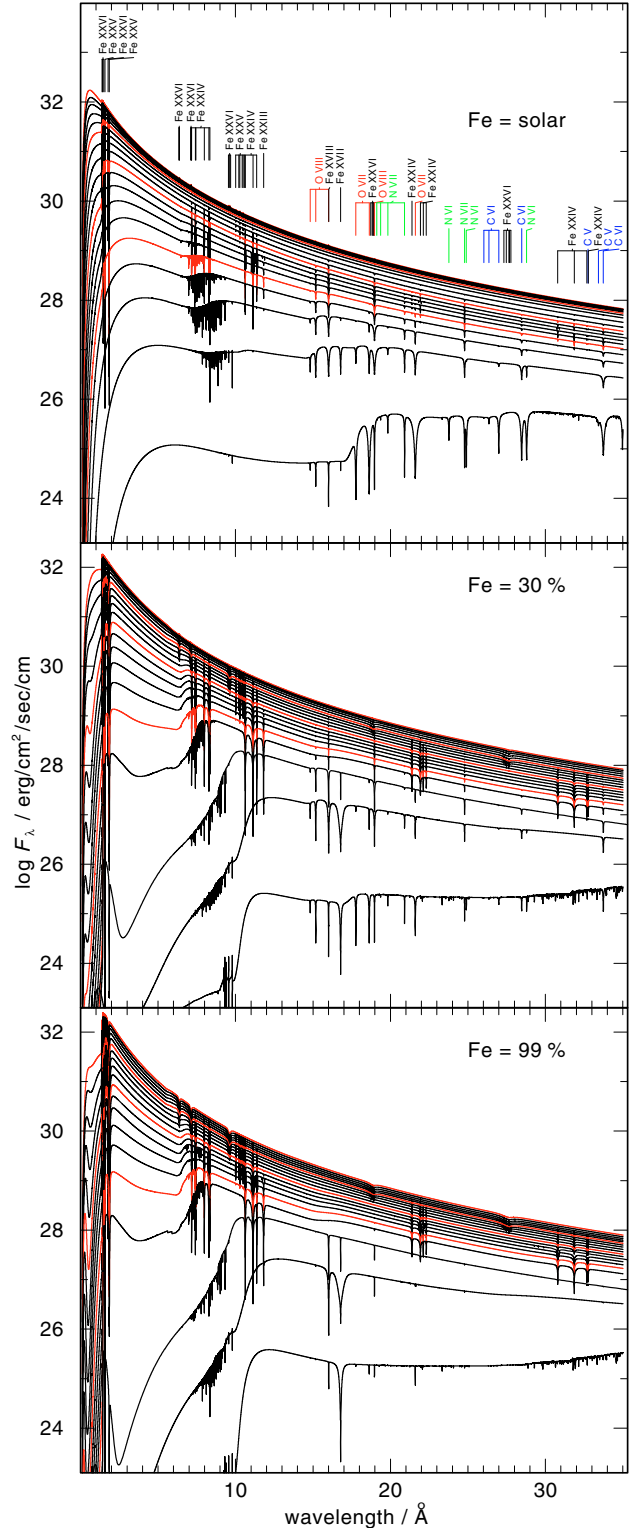 Fe XXVI
Fe XXV
Fe XXVI
Fe XXV
Fe XXVI
Fe XXVI
Fe XXIV
Fe XXVI
Fe XXV
Fe XXIV
Fe XXIII
O VIII
Fe XVIII
Fe XVII
O VII
Fe XXVI
O VIII
N VII
Fe XXIV
O VII
Fe XXIV
N VI
N VII
N VI
C VI
Fe XXVI
C VI
N VI
Fe XXIV
C V
Fe XXIV
C V
C VI
Fe = solar
32
30
28
26
24
Fe = 30 %
32
30
28
26
24
log F λ / erg/cm²/sec/cm
Fe = 99 %
32
30
28
26
24
10
20
30
wavelength / Å